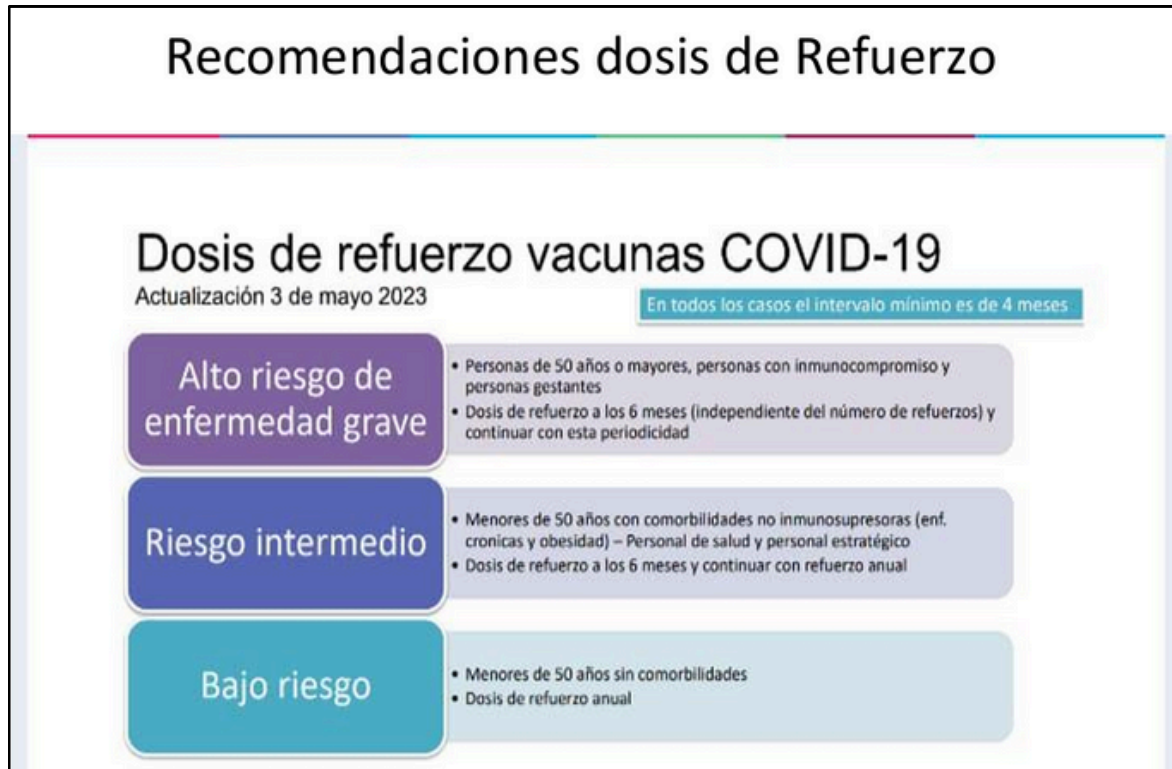 Recomendaciones dosis de Refuerzo
Dosis de refuerzo vacunas COVID-19
Actualización 3 de mayo 2023
En todos los casos el intervalo mínimo es de 4 meses
Alto riesgo de
enfermedad grave
• Personas de 50 años o mayores, personas con inmunocompromiso y
personas gestantes
• Dosis de refuerzo a los 6 meses (independiente del número de refuerzos) y
continuar con esta periodicidad
Riesgo intermedio
• Menores de 50 años con comorbilidades no inmunosupresoras (enf.
cronicas y obesidad) – Personal de salud y personal estratégico
• Dosis de refuerzo a los 6 meses y continuar con refuerzo anual
Bajo riesgo
• Menores de 50 años sin comorbilidades
• Dosis de refuerzo anual